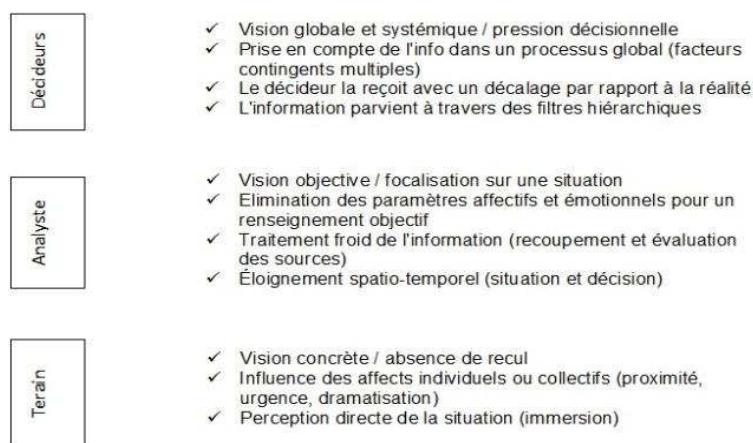 Décideurs
✓ Vision globale et systémique / pression décisionnelle
✓ Prise en compte de l'info dans un processus global (facteurs
contingents multiples)
✓ Le décideur la reçoit avec un décalage par rapport à la réalité
✓ L'information parvient à travers des filtres hiérarchiques
Analyste
✓ Vision objective / focalisation sur une situation
✓ Elimination des paramètres affectifs et émotionnels pour un
renseignement objectif
✓ Traitement froid de l'information (recoupement et évaluation
des sources)
✓ Éloignement spatio-temporel (situation et décision)
Terain
✓ Vision concrète / absence de recul
✓ Influence des affects individuels ou collectifs (proximité,
urgence, dramatisation)
✓ Perception directe de la situation (immersion)